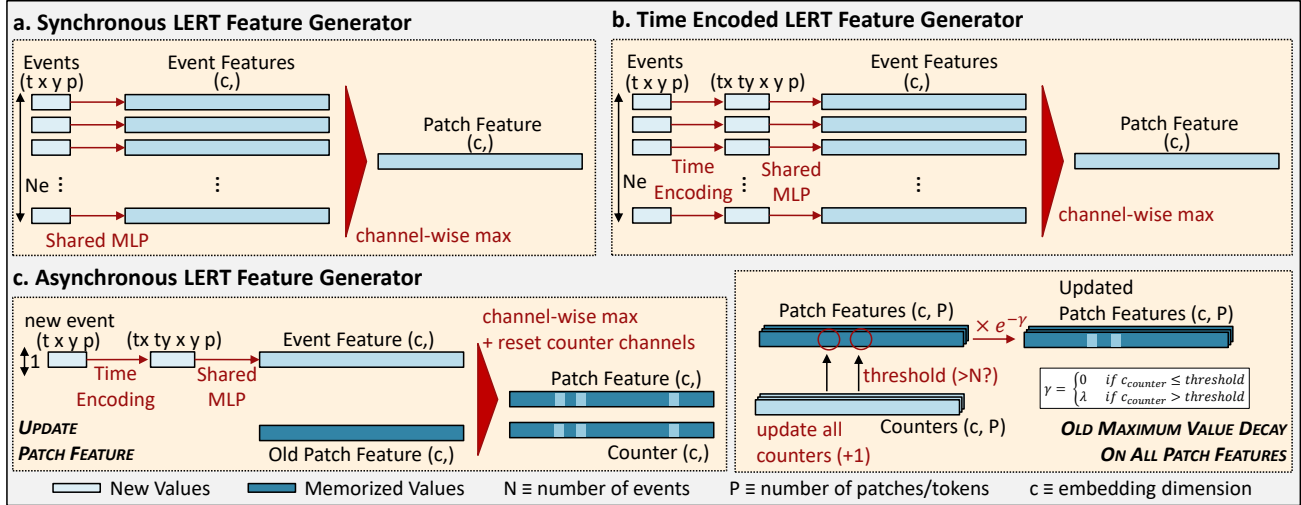 a. Synchronous LERT Feature Generator
Events
(t x y p)
Event Features
(c,)
Ne
⋮
⋮
Shared MLP
Patch Feature
(c,)
channel-wise max
b. Time Encoded LERT Feature Generator
Events
(t x y p)
(tx ty x y p)
Event Features
(c,)
Ne
Time
Encoding
⋮
Shared
MLP
⋮
Patch Feature
(c,)
channel-wise max
c. Asynchronous LERT Feature Generator
new event
(t x y p)
(tx ty x y p)
Event Feature (c,)
1
Time
Encoding
Shared
MLP
channel-wise max
+ reset counter channels
Patch Feature (c,)
UPDATE
PATCH FEATURE
Old Patch Feature (c,)
Counter (c,)
Patch Features (c, P)
× e^{−γ}
Updated
Patch Features (c, P)
threshold (>N?)
Counters (c, P)
update all
counters (+1)
γ = {0 if c_counter ≤ threshold
λ if c_counter > threshold
OLD MAXIMUM VALUE DECAY
ON ALL PATCH FEATURES
New Values
Memorized Values
N ≡ number of events
P ≡ number of patches/tokens
c ≡ embedding dimension